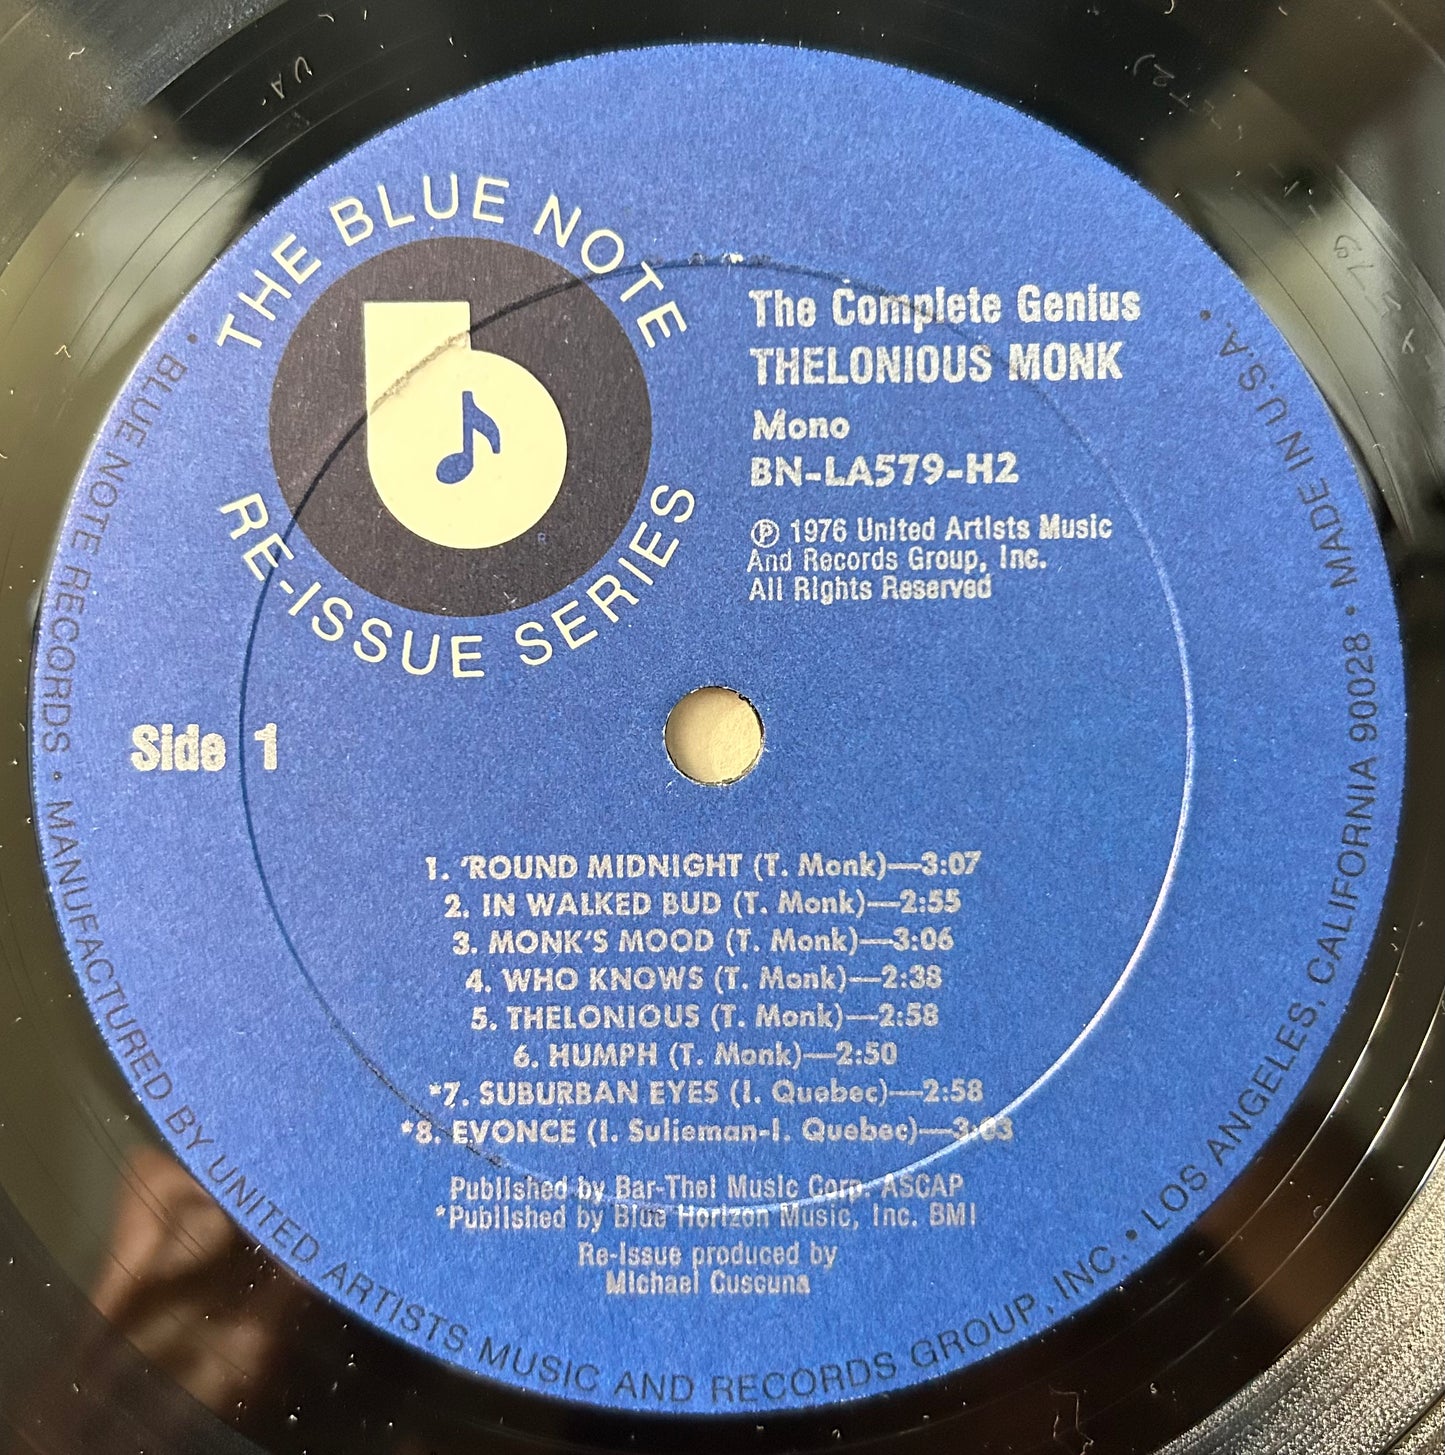 THE BLUE NOTE
RE-ISSUE SERIES
The Complete Genius
THELONIOUS MONK
Mono
BN-LA579-H2
℗ 1976 United Artists Music
And Records Group, Inc.
All Rights Reserved
Side 1
1. 'ROUND MIDNIGHT (T. Monk)—3:07
2. IN WALKED BUD (T. Monk)—2:55
3. MONK'S MOOD (T. Monk)—3:06
4. WHO KNOWS (T. Monk)—2:38
5. THELONIOUS (T. Monk)—2:58
6. HUMPH (T. Monk)—2:50
*7. SUBURBAN EYES (I. Quebec)—2:58
*8. EVONCE (I. Sulieman-I. Quebec)—3:03
Published by Bar-Thel Music Corp. ASCAP
*Published by Blue Horizon Music, Inc. BMI
Re-Issue produced by
Michael Cuscuna
• BLUE NOTE RECORDS • MANUFACTURED BY UNITED ARTISTS MUSIC AND RECORDS GROUP, INC. • LOS ANGELES, CALIFORNIA 90028 • MADE IN U.S.A. •